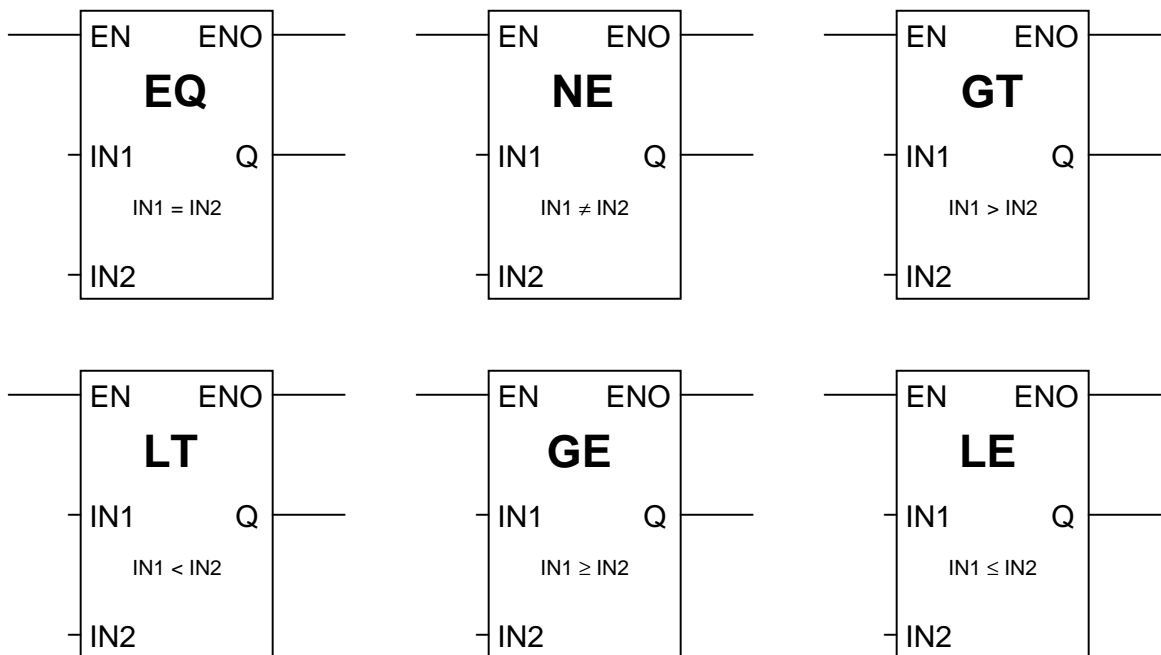 EN ENO EN ENO EN ENO
EQ NE GT
IN1 Q IN1 Q IN1 Q
IN1 = IN2 IN1 ≠ IN2 IN1 > IN2
IN2 IN2 IN2
EN ENO EN ENO EN ENO
LT GE LE
IN1 Q IN1 Q IN1 Q
IN1 < IN2 IN1 ≥ IN2 IN1 ≤ IN2
IN2 IN2 IN2